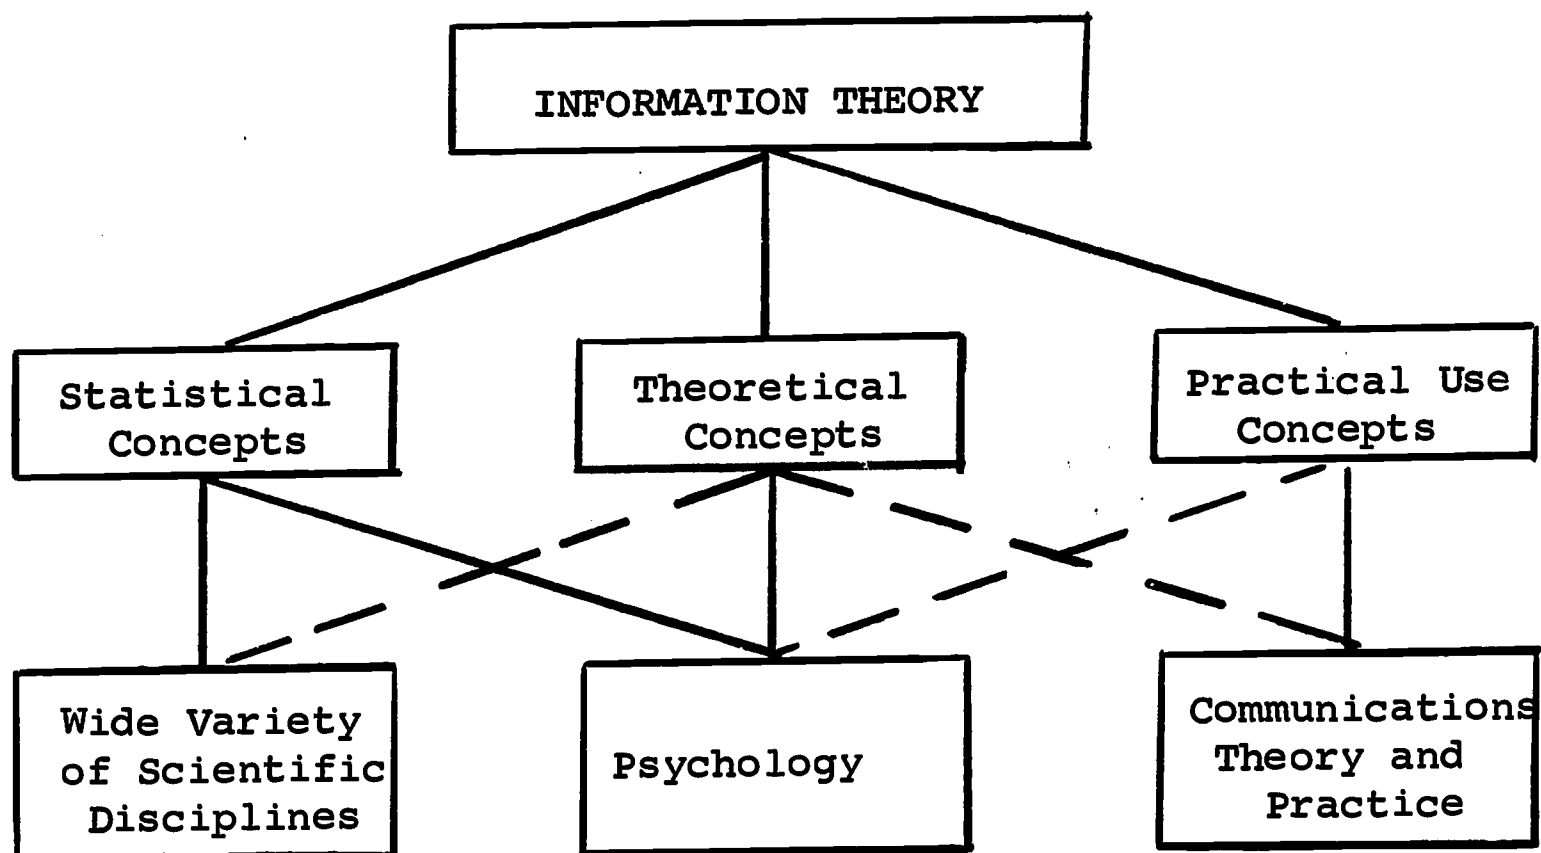 INFORMATION THEORY
Statistical
Concepts
Theoretical
Concepts
Practical Use
Concepts
Wide Variety
of Scientific
Disciplines
Psychology
Communications
Theory and
Practice